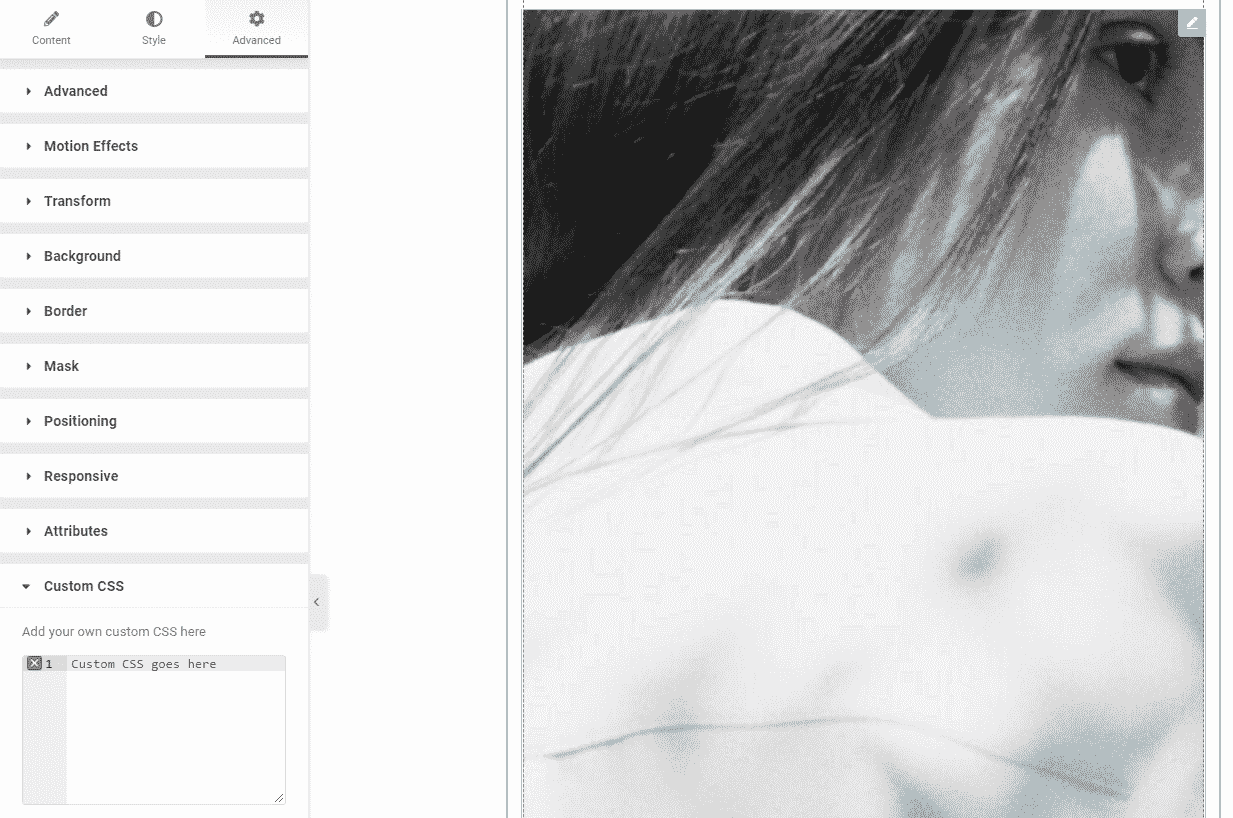 Content
Style
Advanced
Advanced
Motion Effects
Transform
Background
Border
Mask
Positioning
Responsive
Attributes
Custom CSS
Add your own custom CSS here
1 Custom CSS goes here